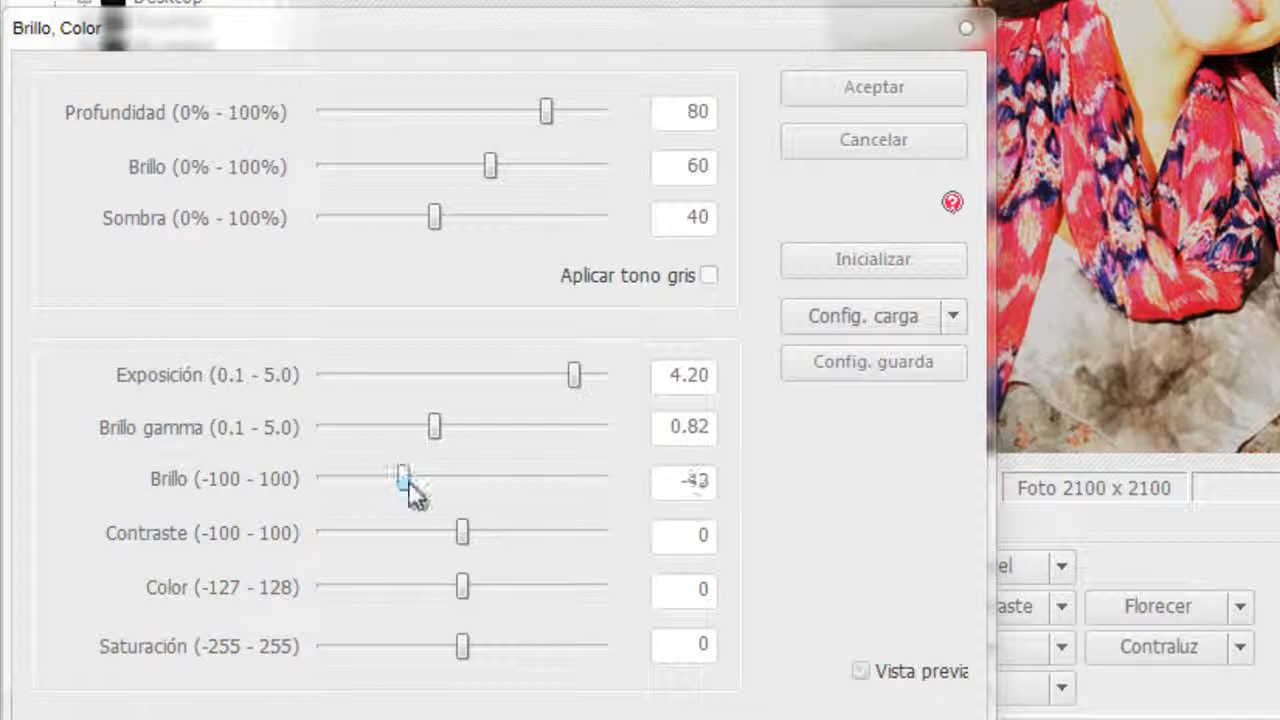 Desktop
Brillo, Color
Profundidad (0% - 100%)
80
Aceptar
Brillo (0% - 100%)
60
Cancelar
Sombra (0% - 100%)
40
Aplicar tono gris
Inicializar
Config. carga
Config. guarda
Exposición (0.1 - 5.0)
4.20
Brillo gamma (0.1 - 5.0)
0.82
Brillo (-100 - 100)
Contraste (-100 - 100)
0
Color (-127 - 128)
0
Saturación (-255 - 255)
0
Vista previa
Foto 2100 x 2100
el
aste
Florecer
Contraluz